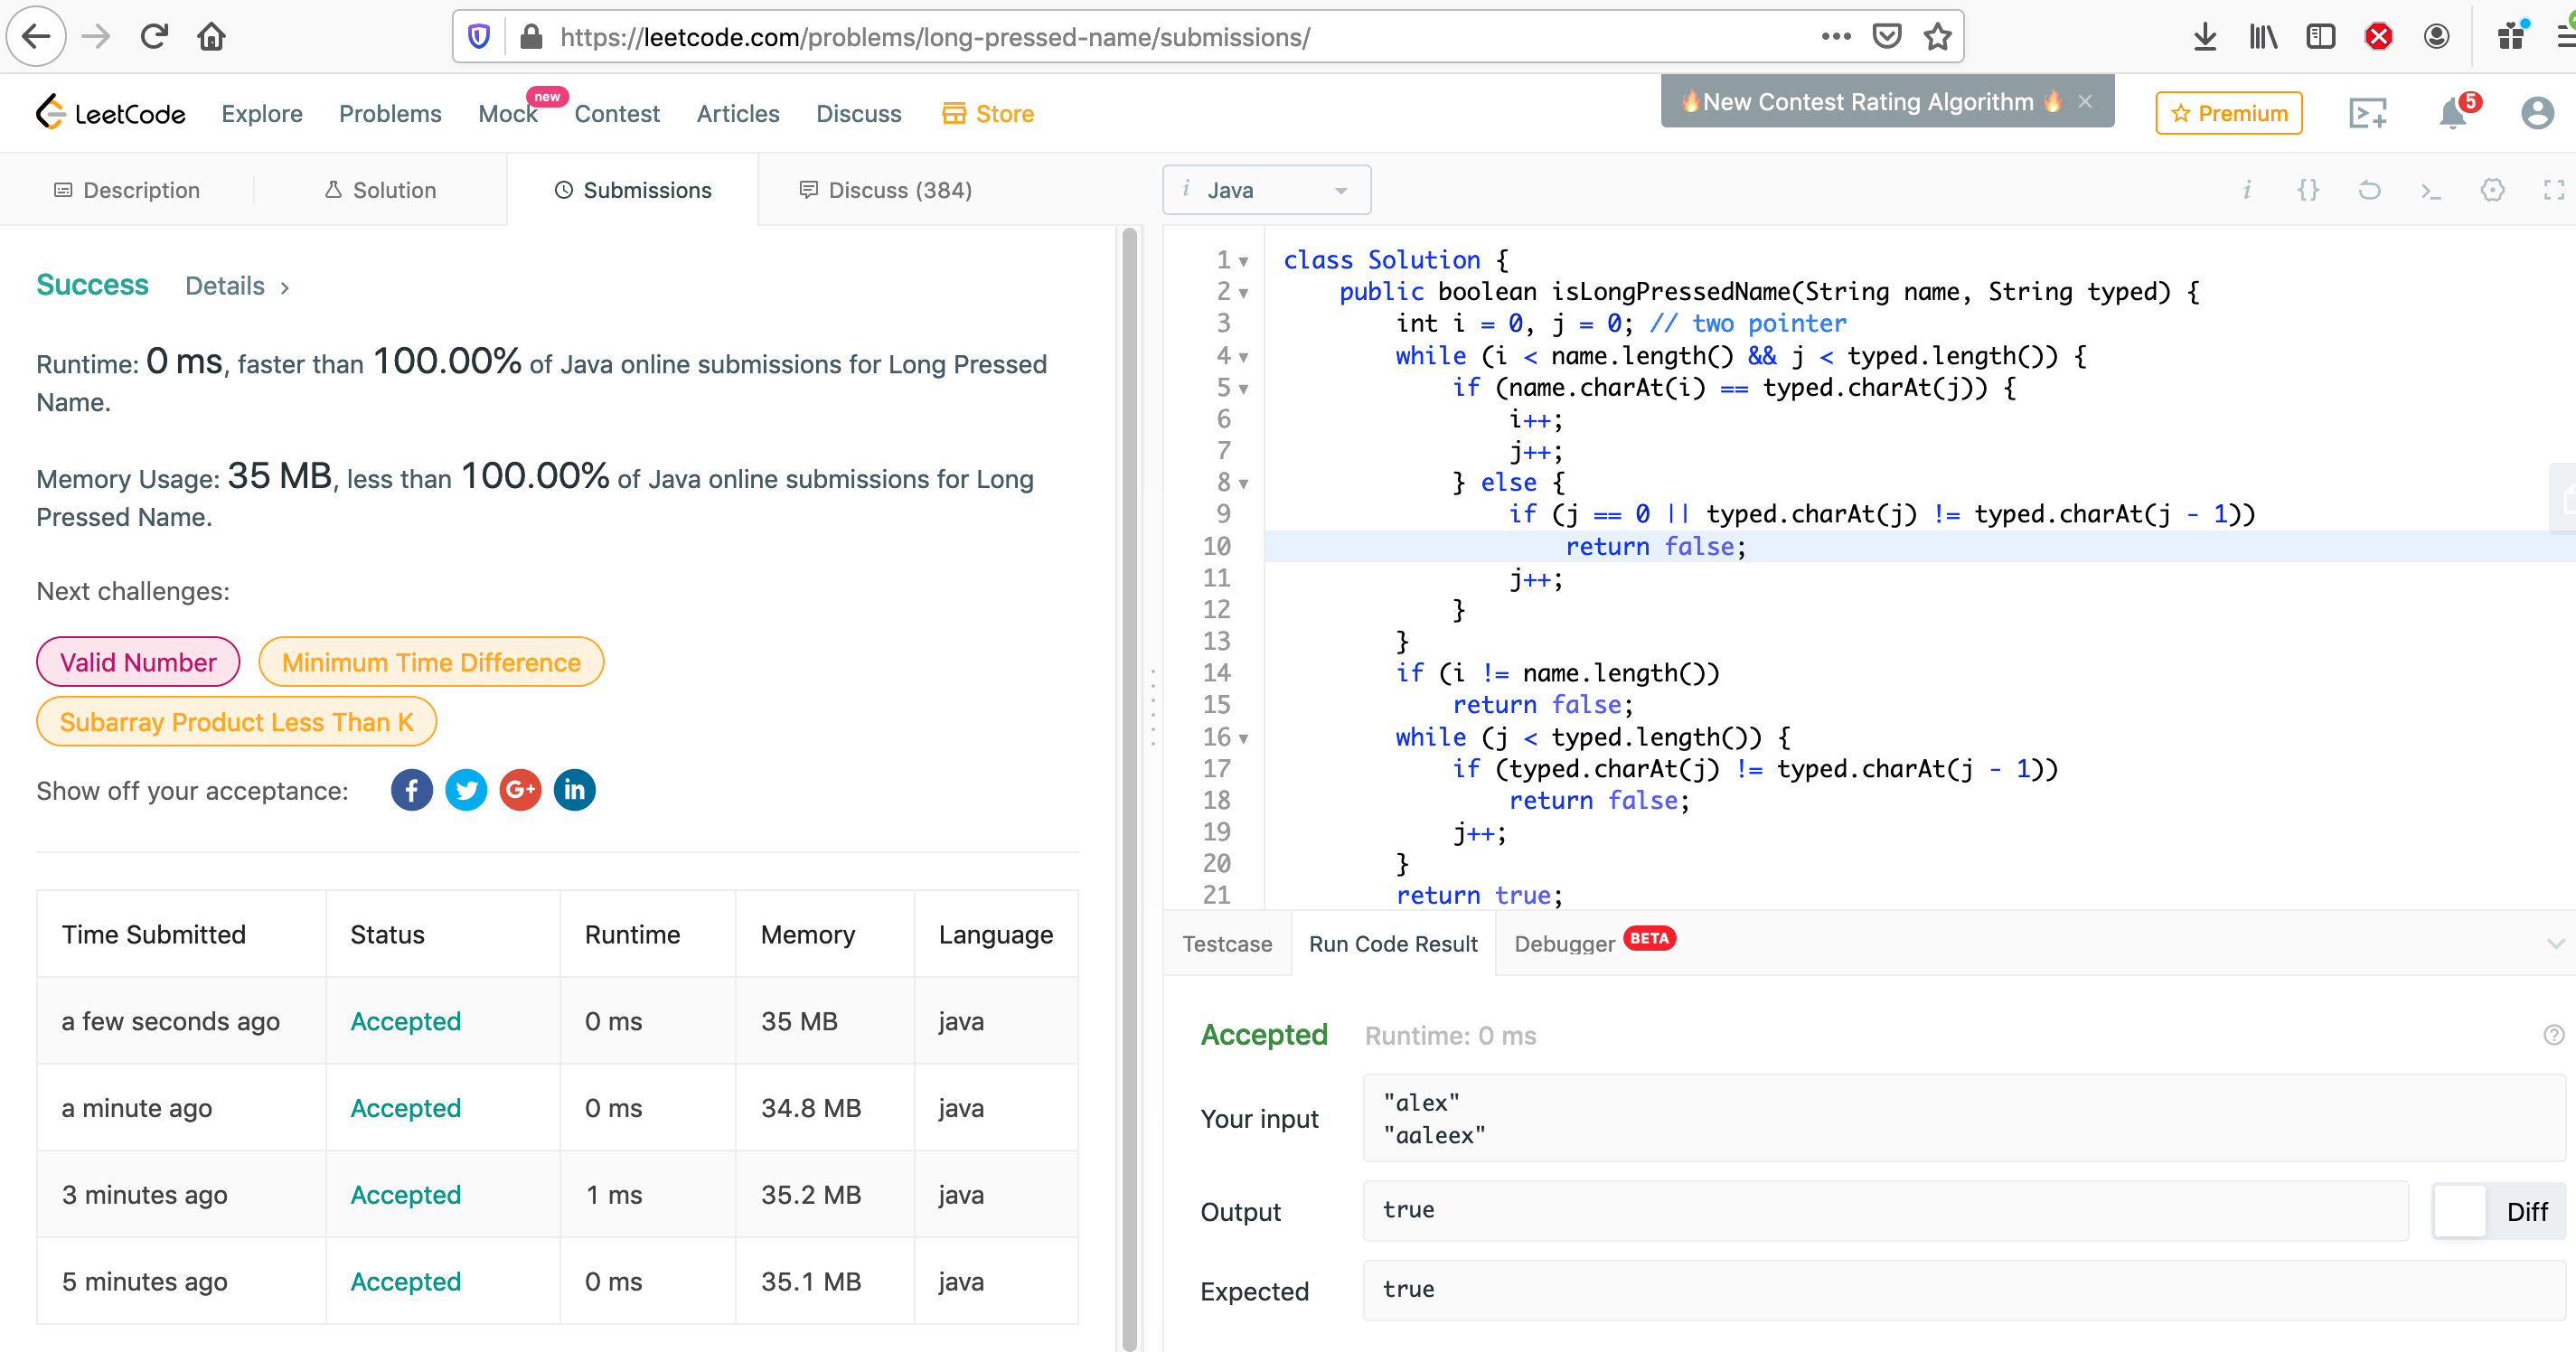 https://leetcode.com/problems/long-pressed-name/submissions/
LeetCode Explore Problems Mock new Contest Articles Discuss Store 🔥New Contest Rating Algorithm 🔥 × Premium 5
Description Solution Submissions Discuss (384)
Success Details >
Runtime: 0 ms, faster than 100.00% of Java online submissions for Long Pressed
Name.
Memory Usage: 35 MB, less than 100.00% of Java online submissions for Long
Pressed Name.
Next challenges:
Valid Number Minimum Time Difference
Subarray Product Less Than K
Show off your acceptance: f G+ in
Time Submitted Status Runtime Memory Language
a few seconds ago Accepted 0 ms 35 MB java
a minute ago Accepted 0 ms 34.8 MB java
3 minutes ago Accepted 1 ms 35.2 MB java
5 minutes ago Accepted 0 ms 35.1 MB java
i Java i {} >_
1 class Solution {
2 public boolean isLongPressedName(String name, String typed) {
3 int i = 0, j = 0; // two pointer
4 while (i < name.length() && j < typed.length()) {
5 if (name.charAt(i) == typed.charAt(j)) {
6 i++;
7 j++;
8 } else {
9 if (j == 0 || typed.charAt(j) != typed.charAt(j - 1))
10 return false;
11 j++;
12 }
13 }
14 if (i != name.length())
15 return false;
16 while (j < typed.length()) {
17 if (typed.charAt(j) != typed.charAt(j - 1))
18 return false;
19 j++;
20 }
21 return true;
Testcase Run Code Result Debugger BETA
Accepted Runtime: 0 ms ?
Your input
"alex"
"aaleex"
Output true Diff
Expected true